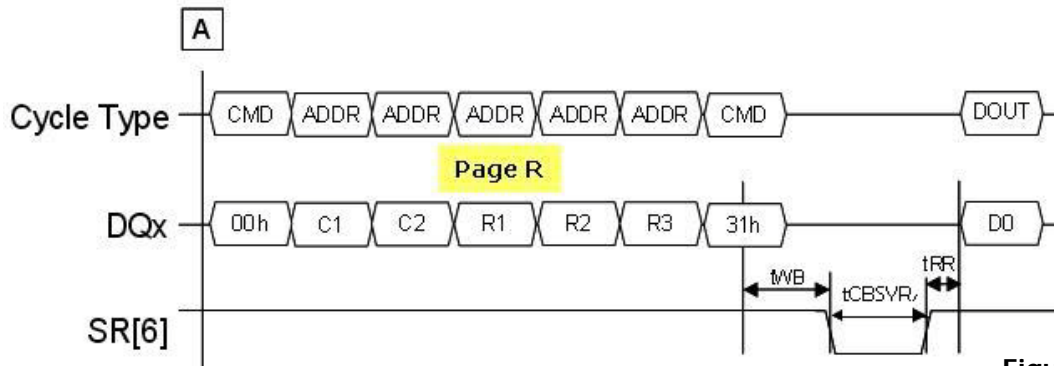 A
Cycle Type CMD ADDR ADDR ADDR ADDR ADDR CMD DOUT
Page R
DQx 00h C1 C2 R1 R2 R3 31h D0
tWB tRR
SR[6]